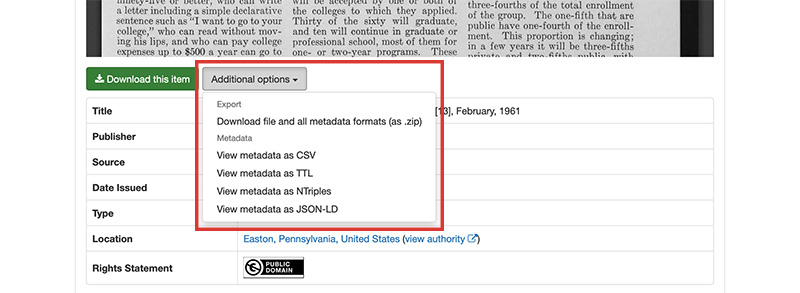 ninety-five or better, who can write
a letter including a simple declarative
sentence such as "I want to go to your
college," who can read without mov-
ing his lips, and who can pay college
expenses up to $500 a year can go to
will be accepted by one or both of
the colleges to which they applied.
Thirty of the sixty will graduate,
and ten will continue in graduate or
professional school, most of them for
one- or two-year programs. These
three-fourths of the total enrollment
of the group. The one-fifth that are
public have one-fourth of the enroll-
ment. This proportion is changing;
in a few years it will be three-fifths
private and two-fifths public, with
Download this item
Additional options
Export
Download file and all metadata formats (as .zip)
Metadata
View metadata as CSV
View metadata as TTL
View metadata as NTriples
View metadata as JSON-LD
Title
[13], February, 1961
Publisher
Source
Date Issued
Type
Location
Easton, Pennsylvania, United States (view authority)
Rights Statement
PUBLIC
DOMAIN